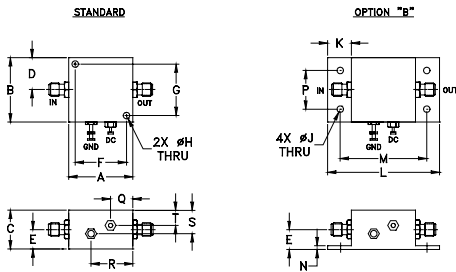 STANDARD
OPTION "B"
D
B
IN
OUT
G
GND
DC
2X øH
THRU
F
A
K
P
IN
OUT
GND
DC
4X øJ
THRU
M
L
Q
T
S
C
E
R
E
N